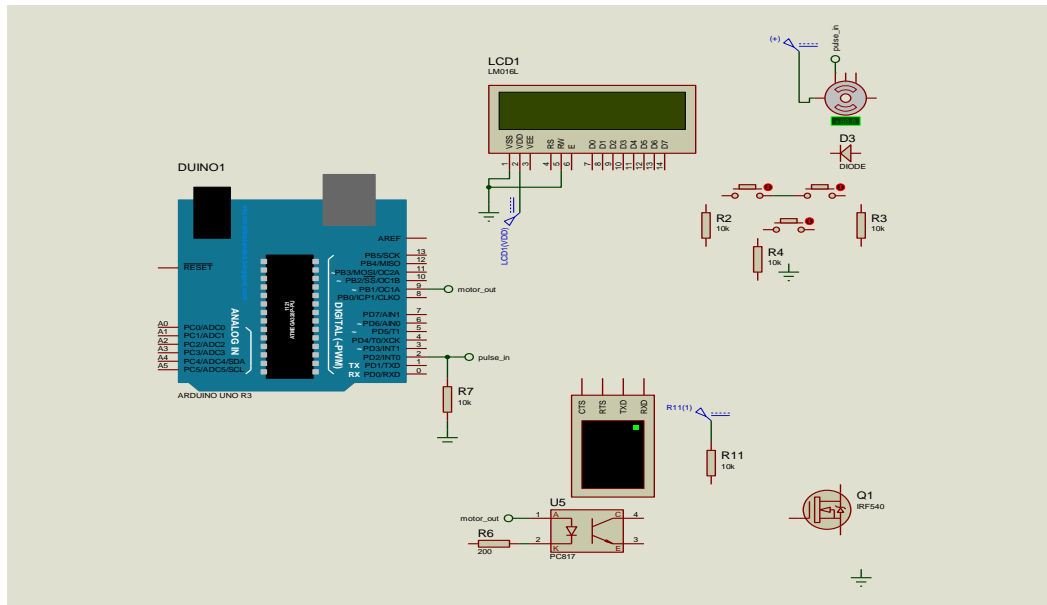 LCD1
LM016L
VSS
VDD
VEE
RS
RW
E
D0
D1
D2
D3
D4
D5
D6
D7
1
2
3
4
5
6
7
8
9
10
11
12
13
14
LCD1(VDD)
(+)
pulse_in
D3
DIODE
R2
10k
R3
10k
R4
10k
DUINO1
RESET
AREF
PB5/SCK
13
PB4/MISO
12
~PB3/MOSI/OC2A
11
~ PB2/SS/OC1B
10
~ PB1/OC1A
9
motor_out
PB0/ICP1/CLKO
8
PD7/AIN1
7
~ PD6/AIN0
6
~ PD5/T1
5
PD4/T0/XCK
4
~ PD3/INT1
3
PD2/INT0
2
pulse_in
TX PD1/TXD
1
RX PD0/RXD
0
DIGITAL (~PWM)
ANALOG IN
1121
ATMEGA328P-PU
A0
PC0/ADC0
A1
PC1/ADC1
A2
PC2/ADC2
A3
PC3/ADC3
A4
PC4/ADC4/SDA
A5
PC5/ADC5/SCL
ARDUINO UNO R3
R7
10k
CTS
RTS
TXD
RXD
R11(1)
R11
10k
U5
motor_out
1
A
C
4
2
K
E
3
PC817
R6
200
Q1
IRF540